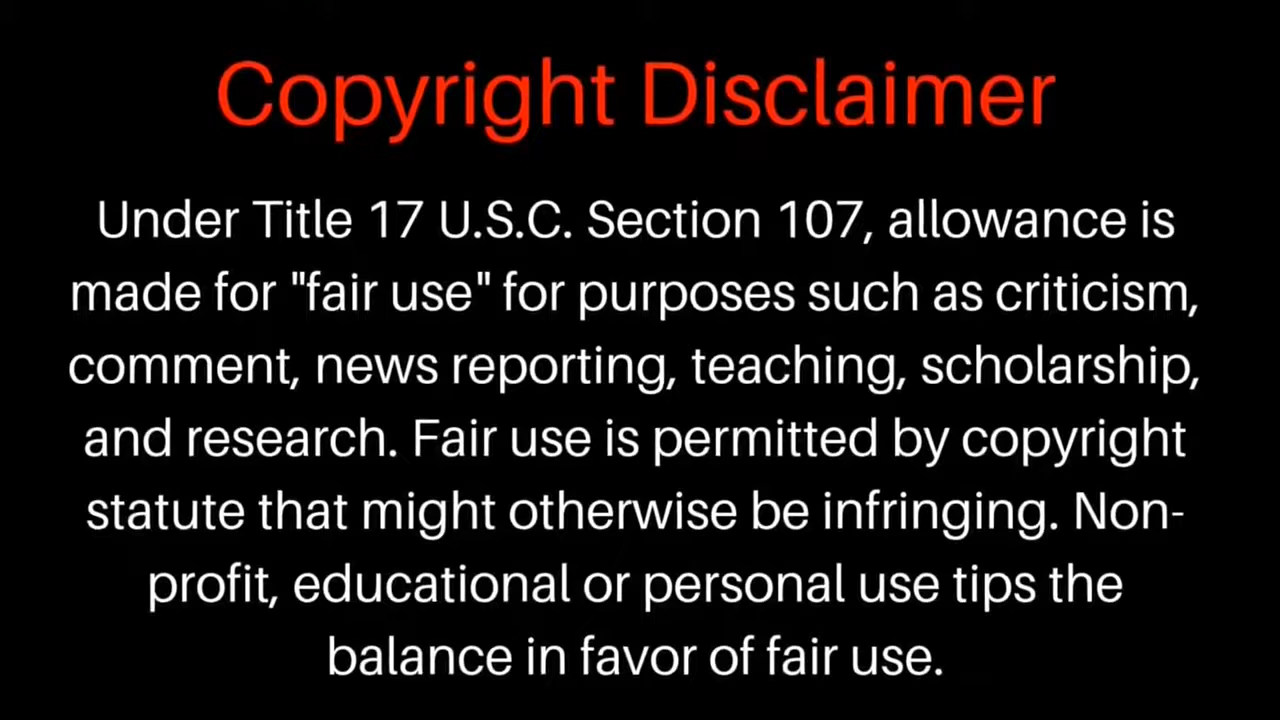 Copyright Disclaimer
Under Title 17 U.S.C. Section 107, allowance is
made for "fair use" for purposes such as criticism,
comment, news reporting, teaching, scholarship,
and research. Fair use is permitted by copyright
statute that might otherwise be infringing. Non-
profit, educational or personal use tips the
balance in favor of fair use.